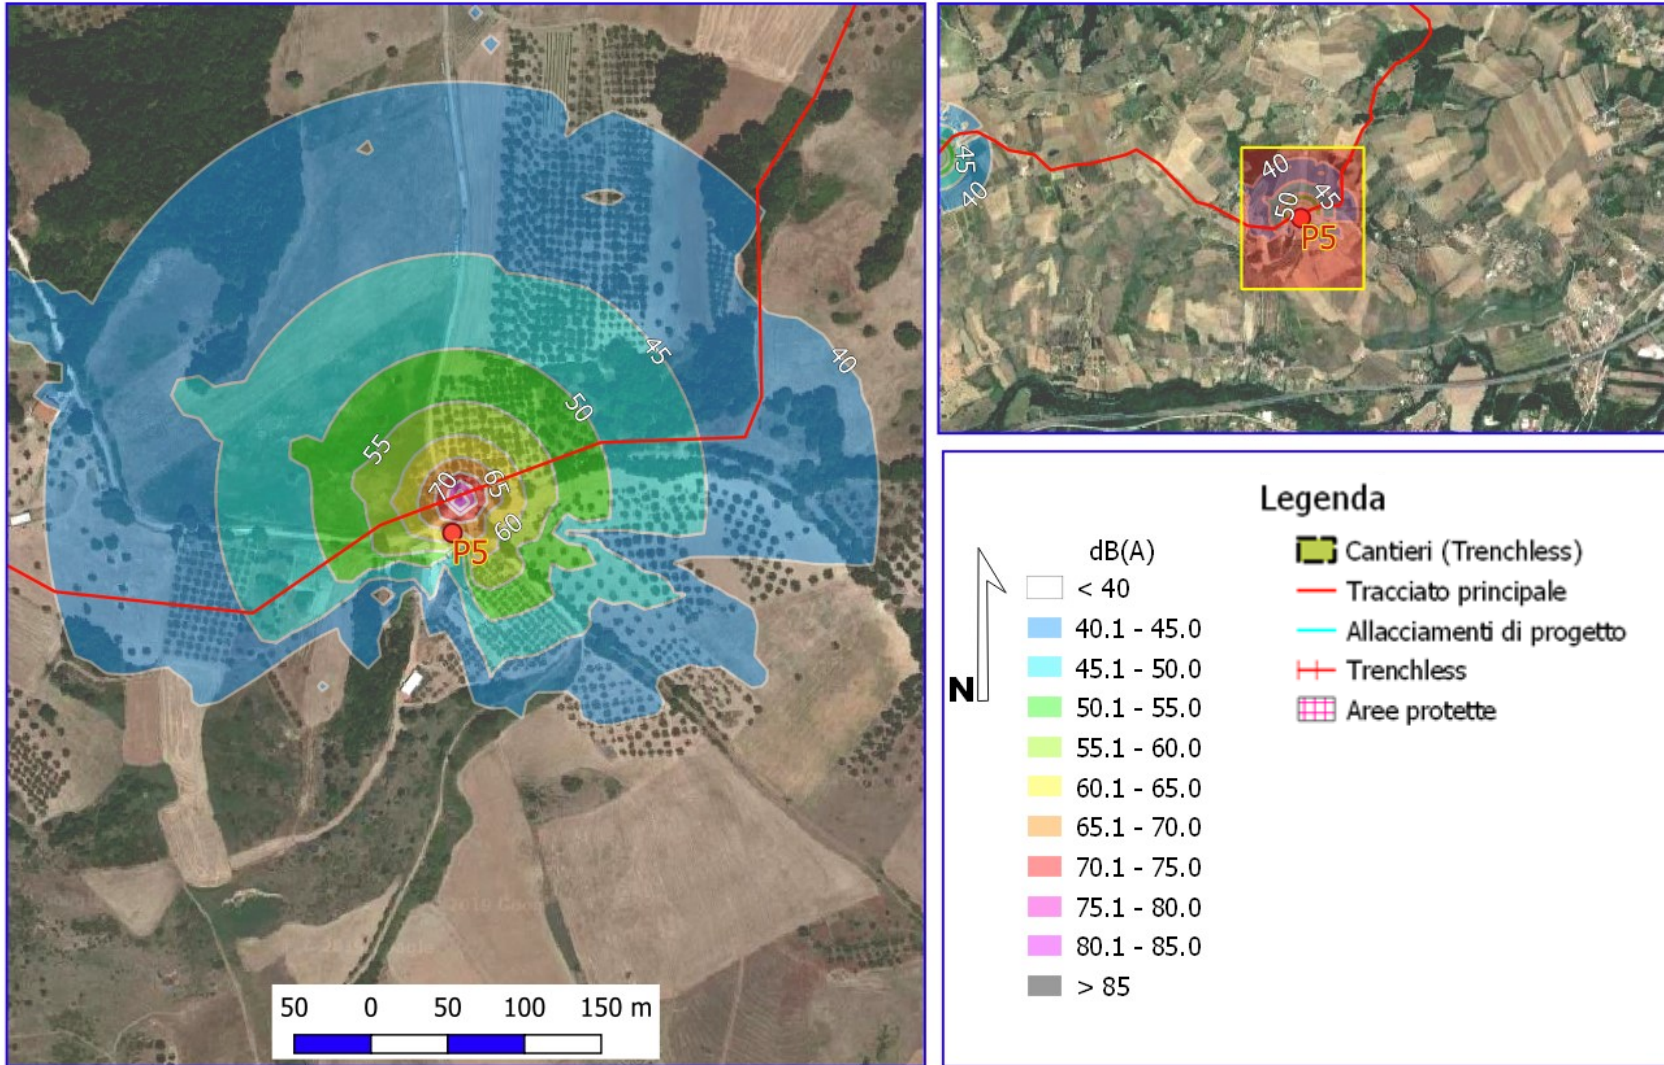 45
40
50
55
70
65
60
P5
2019 Google
50 0 50 100 150 m
45
40
40
50
45
P5
Legenda
dB(A)
< 40
40.1 - 45.0
45.1 - 50.0
50.1 - 55.0
55.1 - 60.0
60.1 - 65.0
65.1 - 70.0
70.1 - 75.0
75.1 - 80.0
80.1 - 85.0
> 85
N
Cantieri (Trenchless)
Tracciato principale
Allacciamenti di progetto
Trenchless
Aree protette